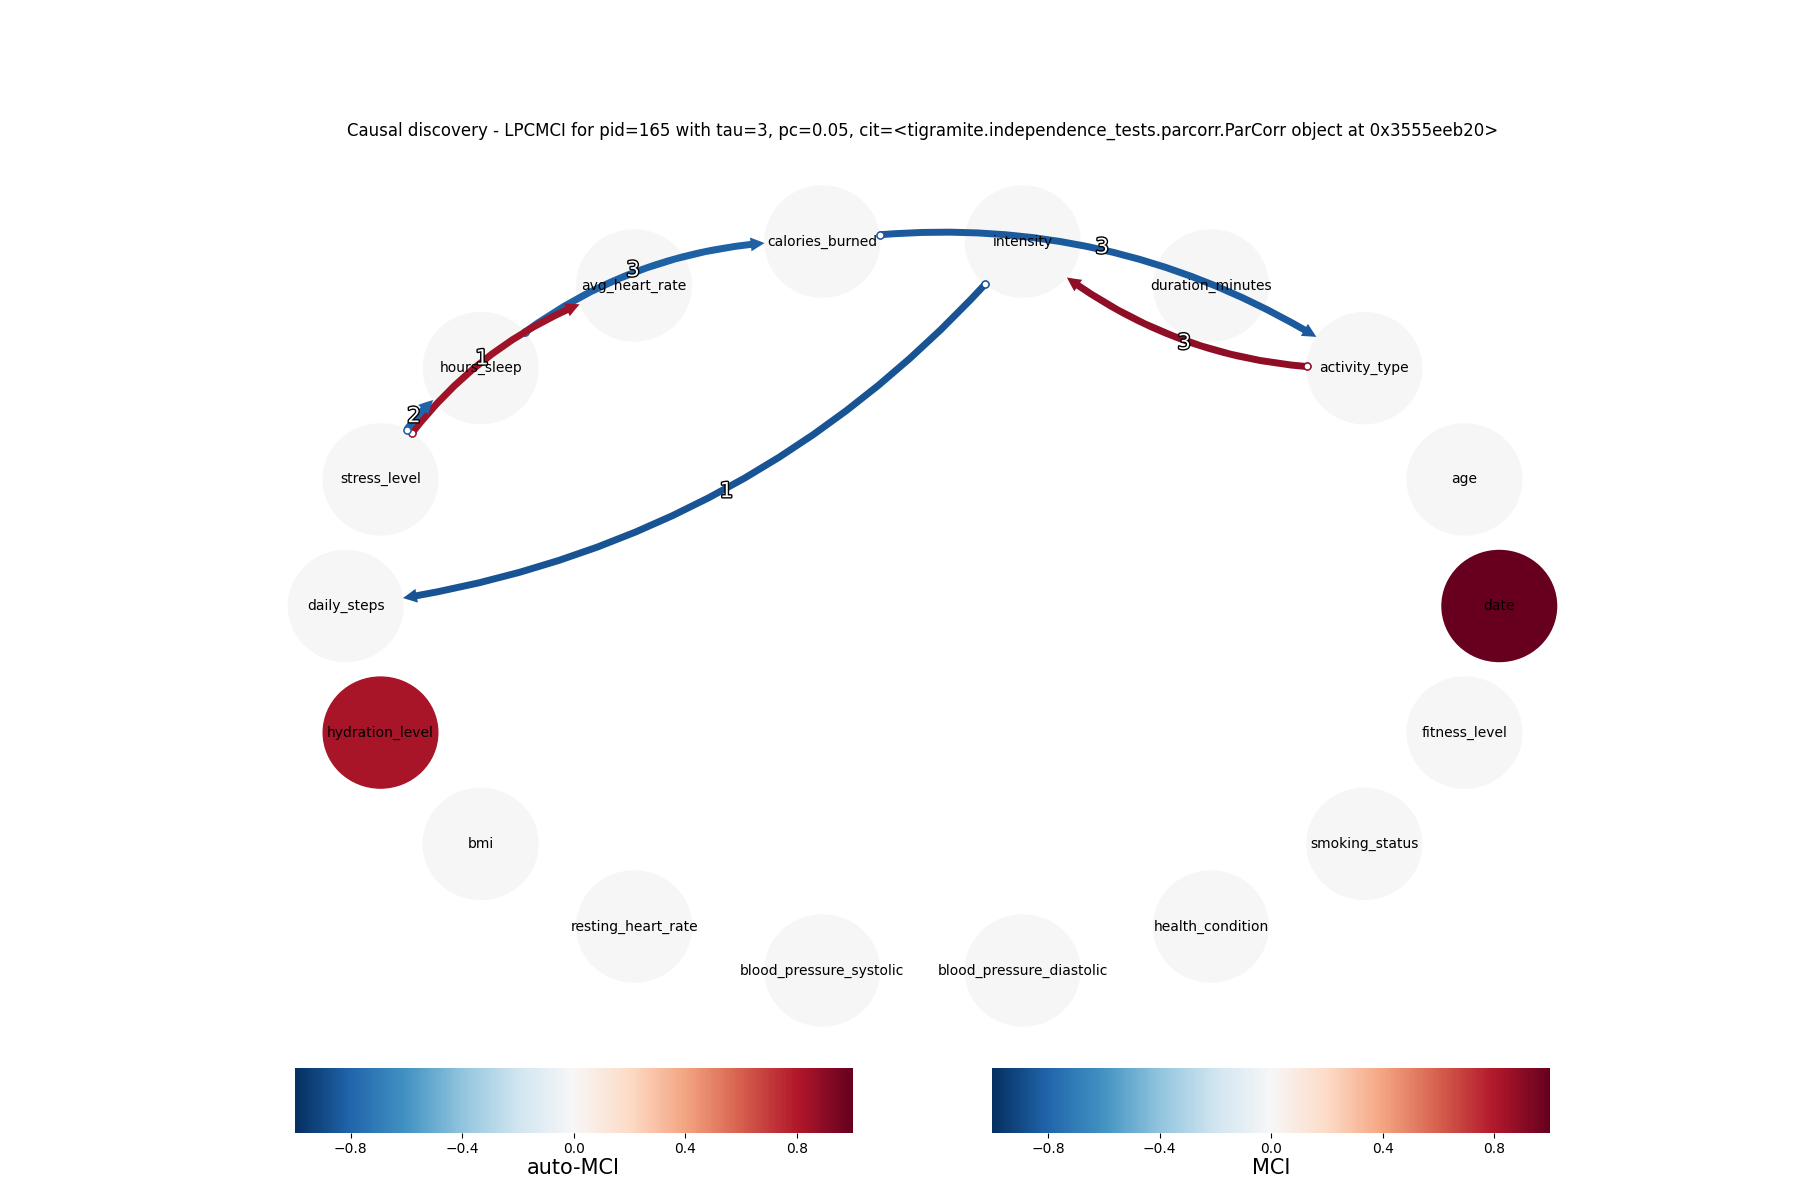 Causal discovery - LPCMCI for pid=165 with tau=3, pc=0.05, cit=<tigramite.independence_tests.parcorr.ParCorr object at 0x3555eeb20>
calories_burned
intensity
3
3
avg_heart_rate
duration_minutes
3
1
hours_sleep
activity_type
2
stress_level
age
1
daily_steps
date
hydration_level
fitness_level
bmi
smoking_status
resting_heart_rate
health_condition
blood_pressure_systolic
blood_pressure_diastolic
−0.8 −0.4 0.0 0.4 0.8
auto-MCI
−0.8 −0.4 0.0 0.4 0.8
MCI